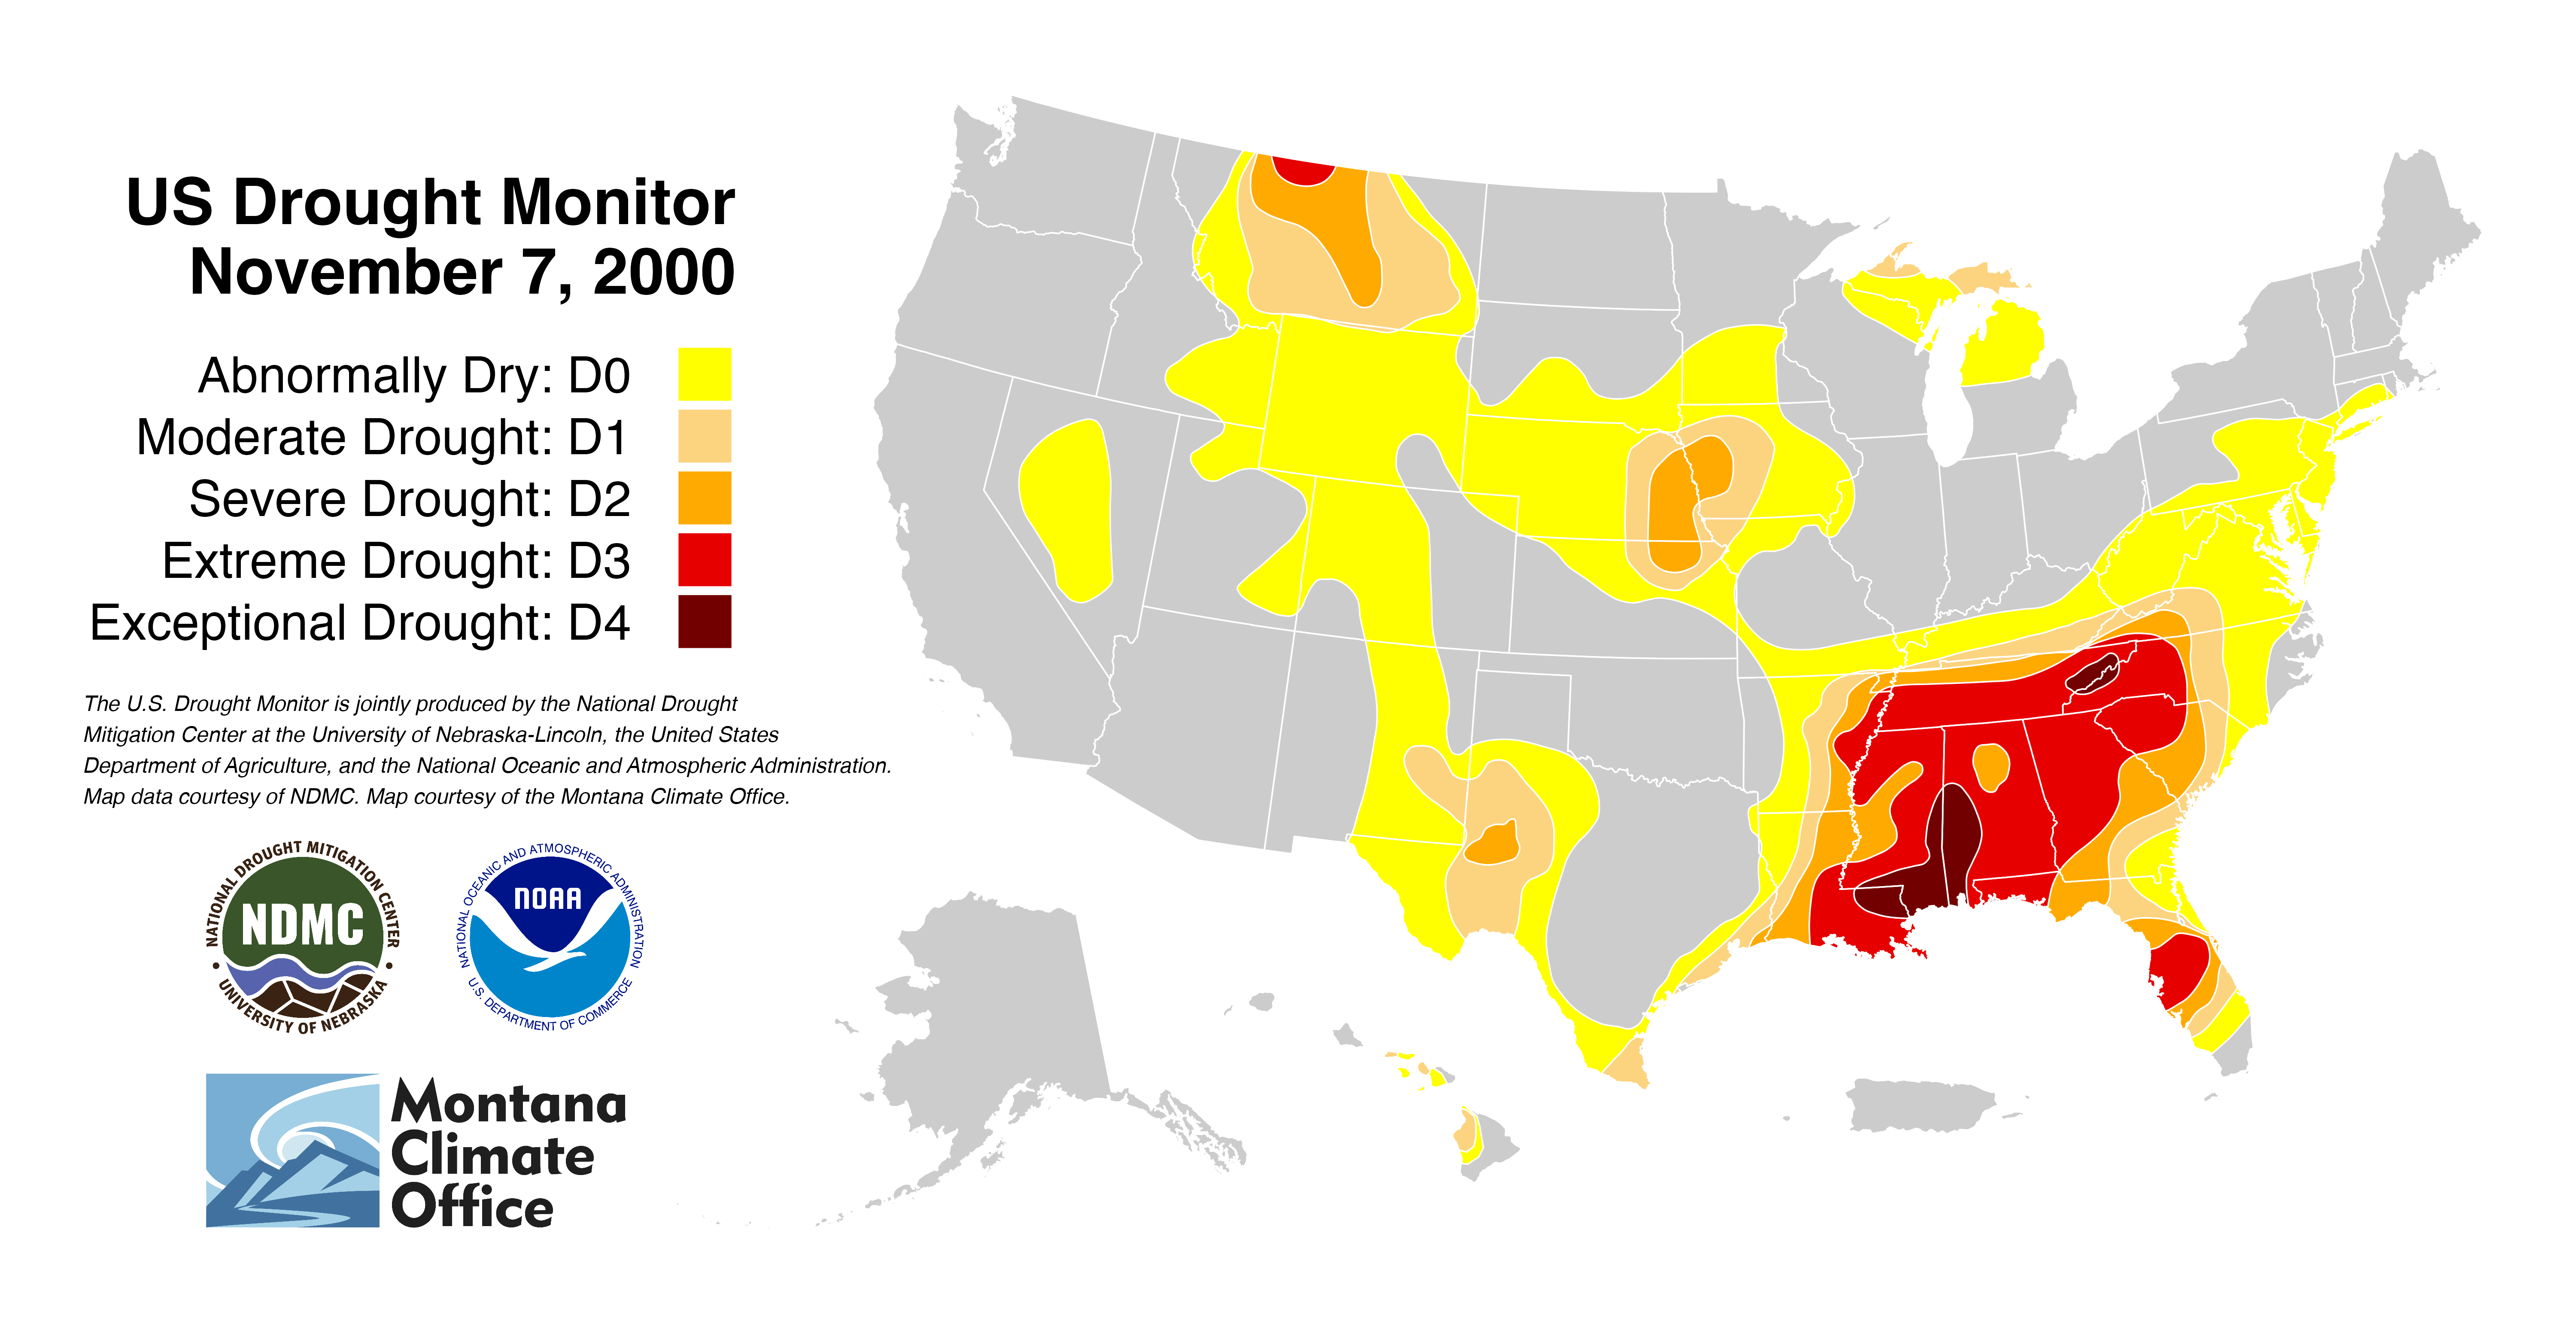 US Drought Monitor
November 7, 2000
Abnormally Dry: D0
Moderate Drought: D1
Severe Drought: D2
Extreme Drought: D3
Exceptional Drought: D4
The U.S. Drought Monitor is jointly produced by the National Drought
Mitigation Center at the University of Nebraska-Lincoln, the United States
Department of Agriculture, and the National Oceanic and Atmospheric Administration.
Map data courtesy of NDMC. Map courtesy of the Montana Climate Office.
NATIONAL DROUGHT MITIGATION CENTER
NDMC
• UNIVERSITY OF NEBRASKA •
NATIONAL OCEANIC AND ATMOSPHERIC ADMINISTRATION
NOAA
U.S. DEPARTMENT OF COMMERCE
Montana
Climate
Office